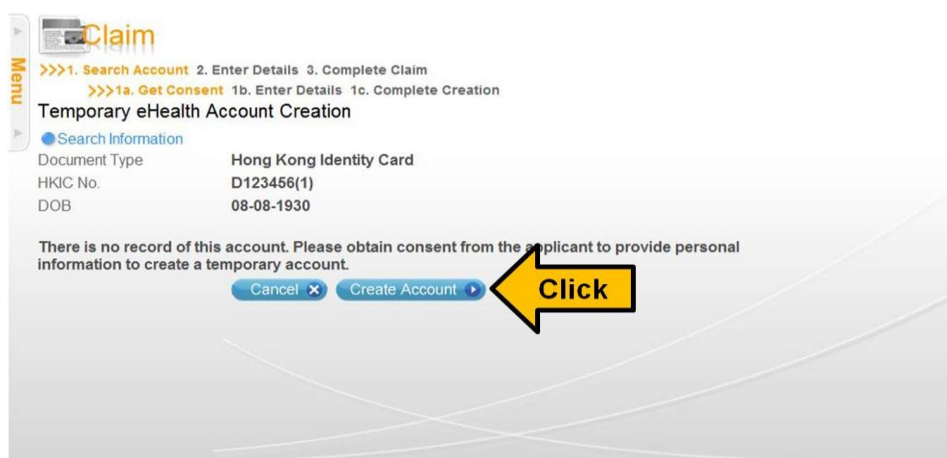 Claim
Menu
>>>1. Search Account 2. Enter Details 3. Complete Claim
>>>1a. Get Consent 1b. Enter Details 1c. Complete Creation
Temporary eHealth Account Creation
Search Information
Document Type Hong Kong Identity Card
HKIC No. D123456(1)
DOB 08-08-1930
There is no record of this account. Please obtain consent from the applicant to provide personal
information to create a temporary account.
Cancel Create Account Click